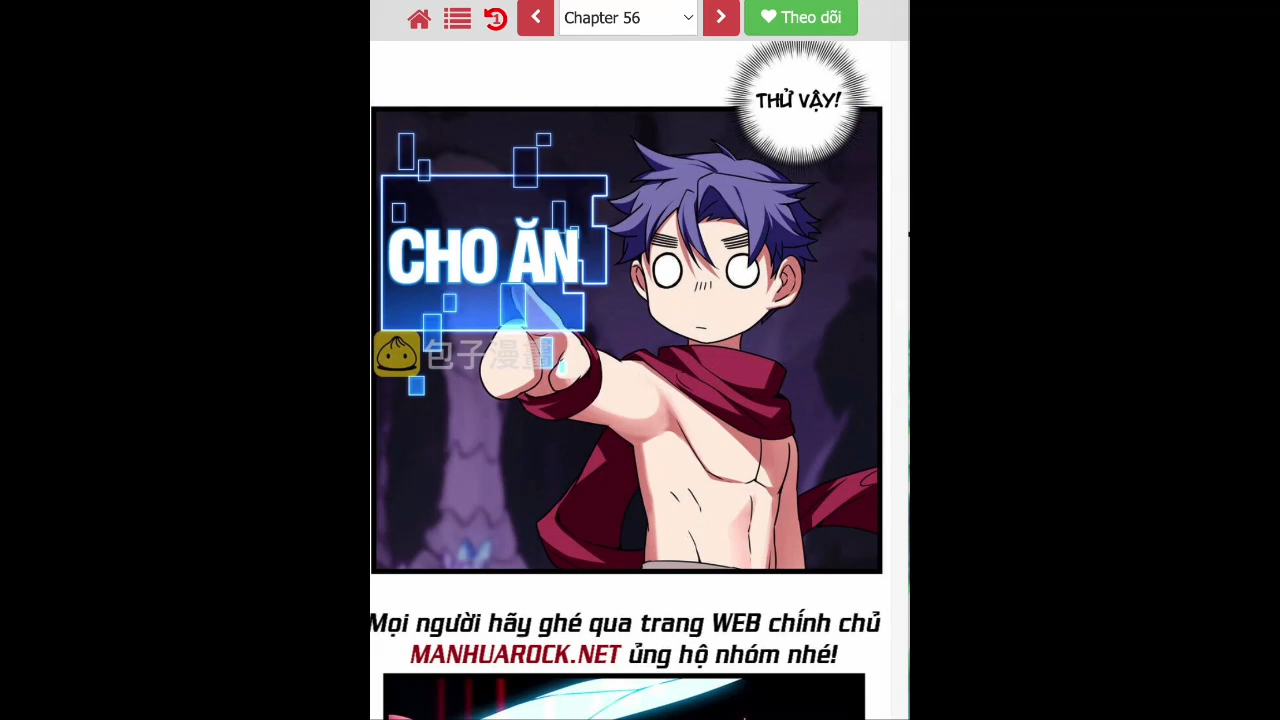 Chapter 56
Theo dõi
THỬ VẬY!
CHO ĂN
包子漫畫
Mọi người hãy ghé qua trang WEB chính chủ
MANHUAROCK.NET ủng hộ nhóm nhé!